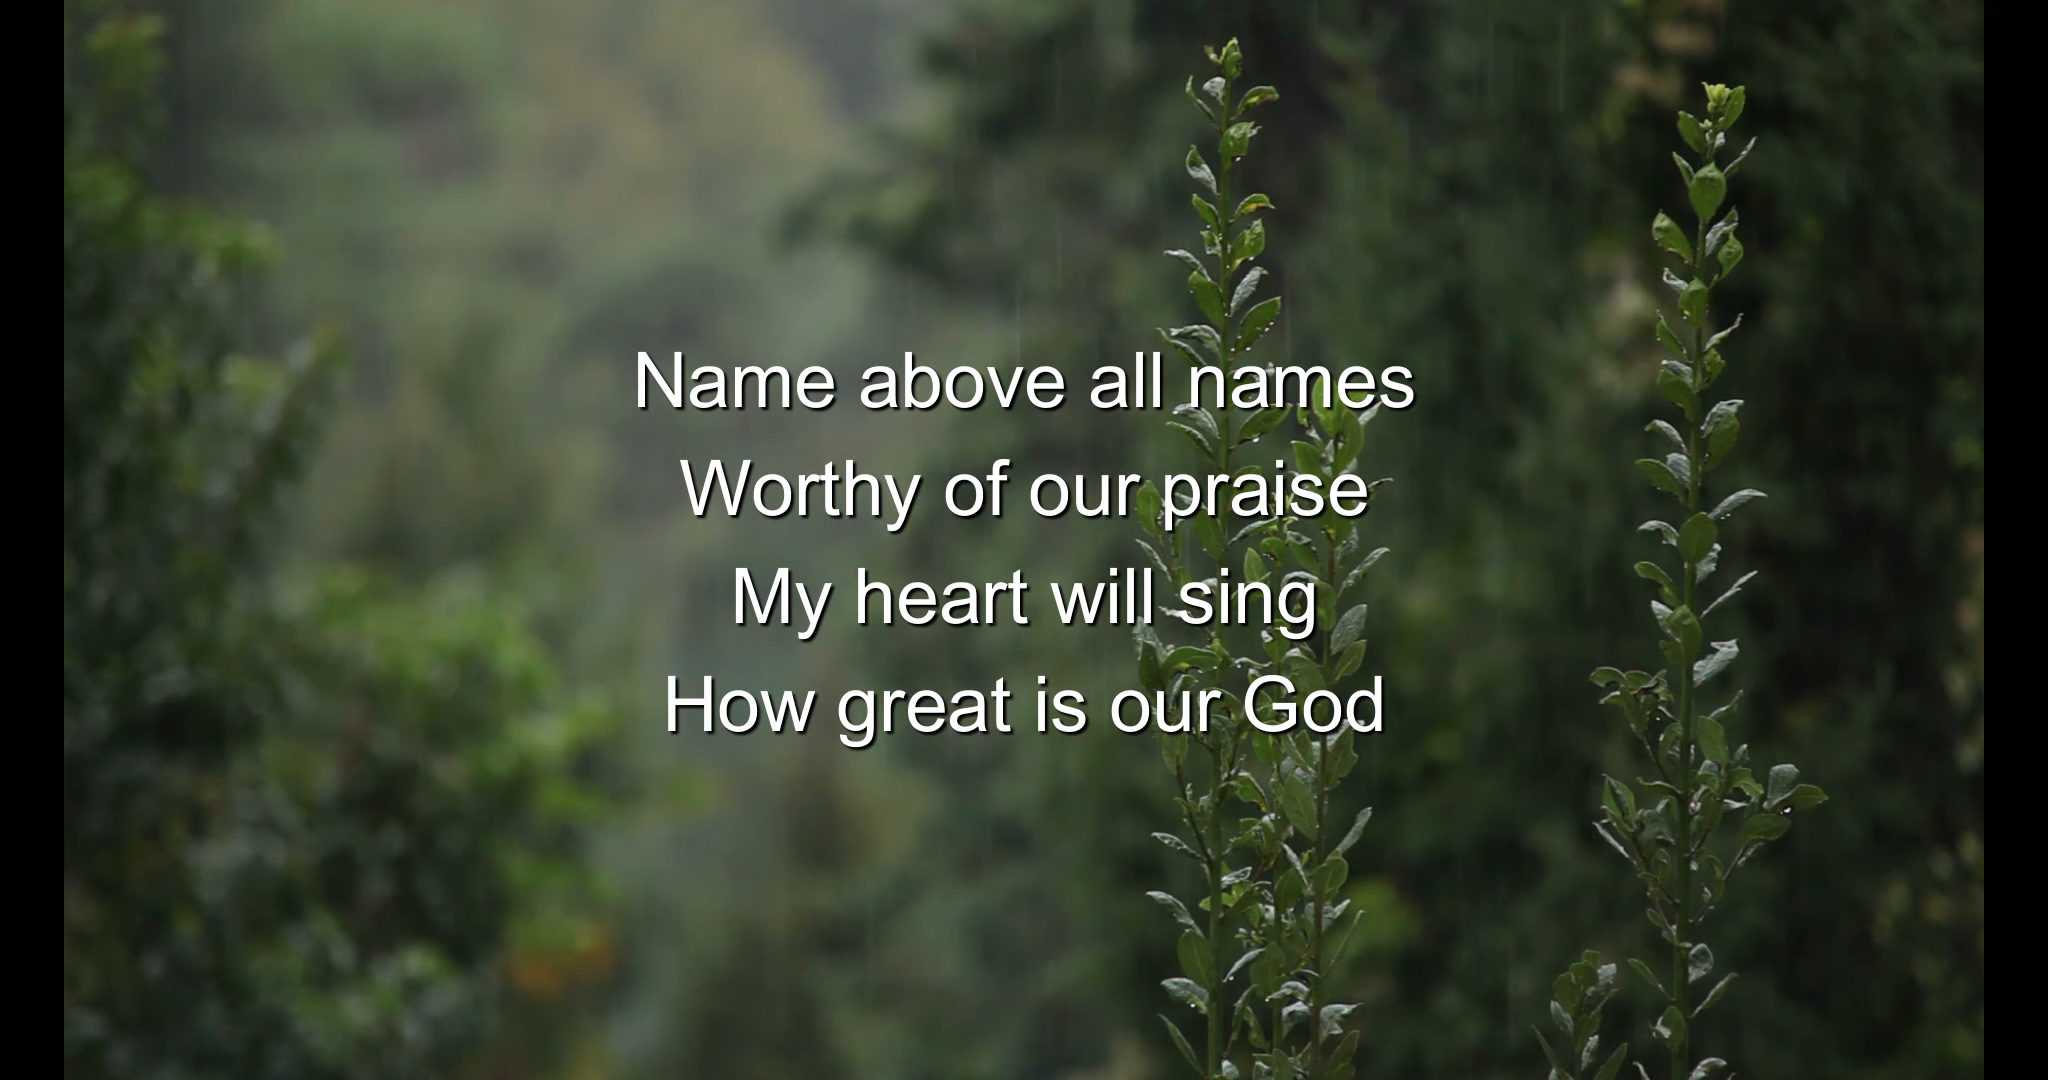 Name above all names
Worthy of our praise
My heart will sing
How great is our God